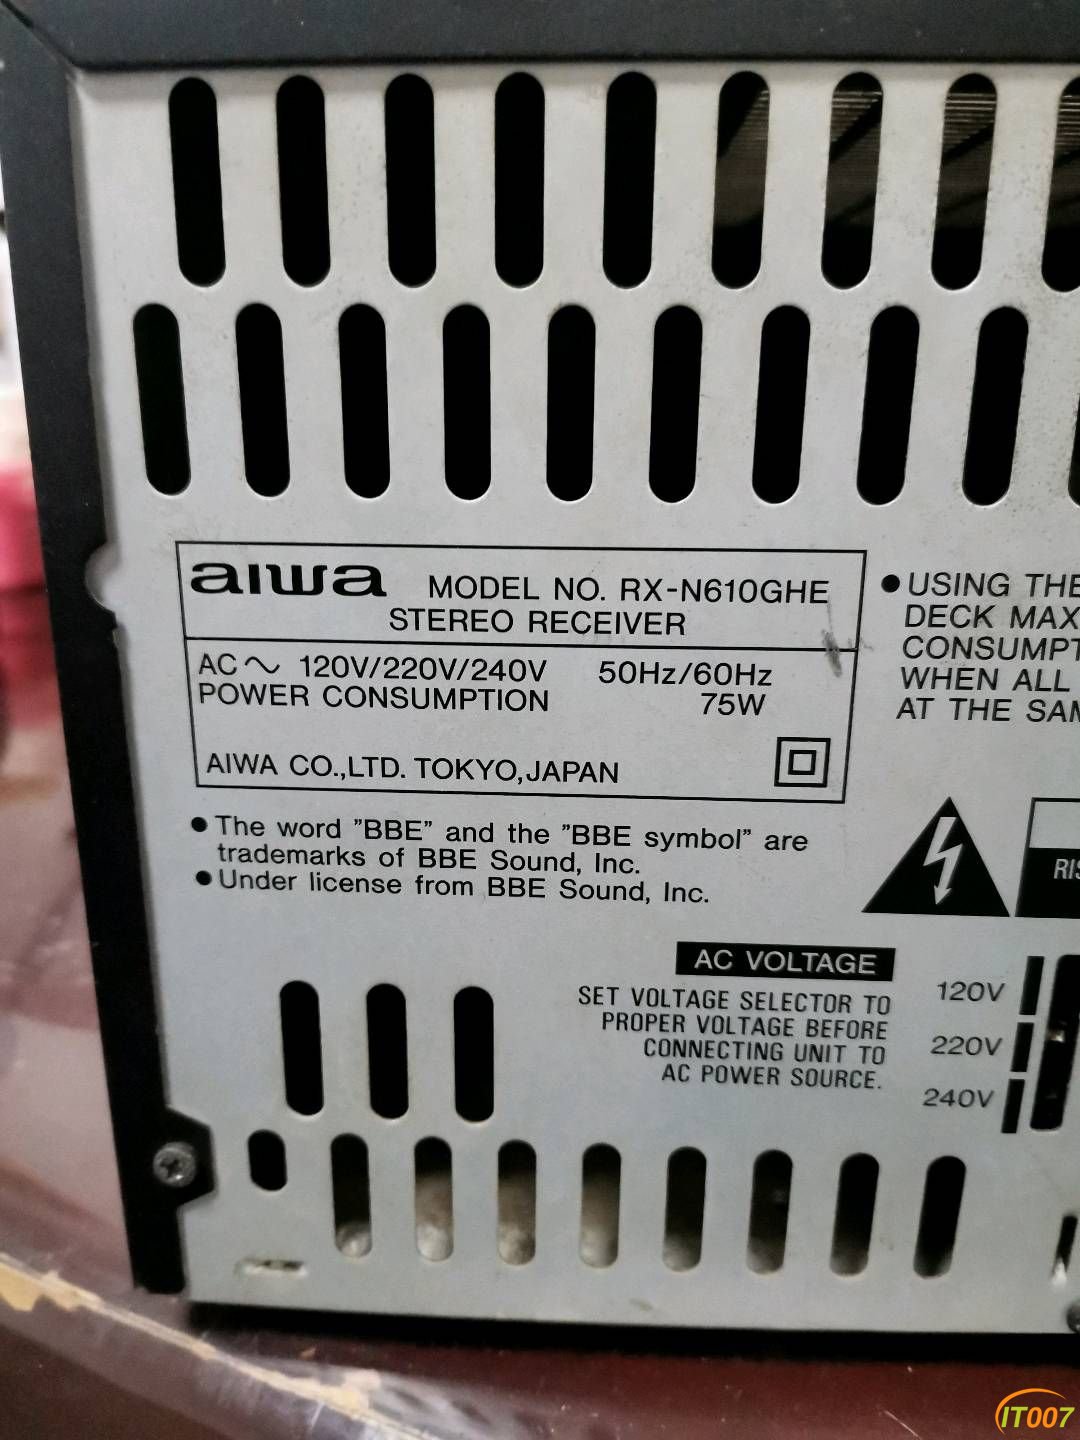 aiwa MODEL NO. RX-N610GHE
STEREO RECEIVER
AC～ 120V/220V/240V 50Hz/60Hz
POWER CONSUMPTION 75W
AIWA CO.,LTD. TOKYO,JAPAN
●The word ”BBE” and the ”BBE symbol” are
trademarks of BBE Sound, Inc.
●Under license from BBE Sound, Inc.
●USING THE
DECK MAX
CONSUMPT
WHEN ALL
AT THE SAM
RIS
AC VOLTAGE
SET VOLTAGE SELECTOR TO
PROPER VOLTAGE BEFORE
CONNECTING UNIT TO
AC POWER SOURCE.
120V
220V
240V
IT007